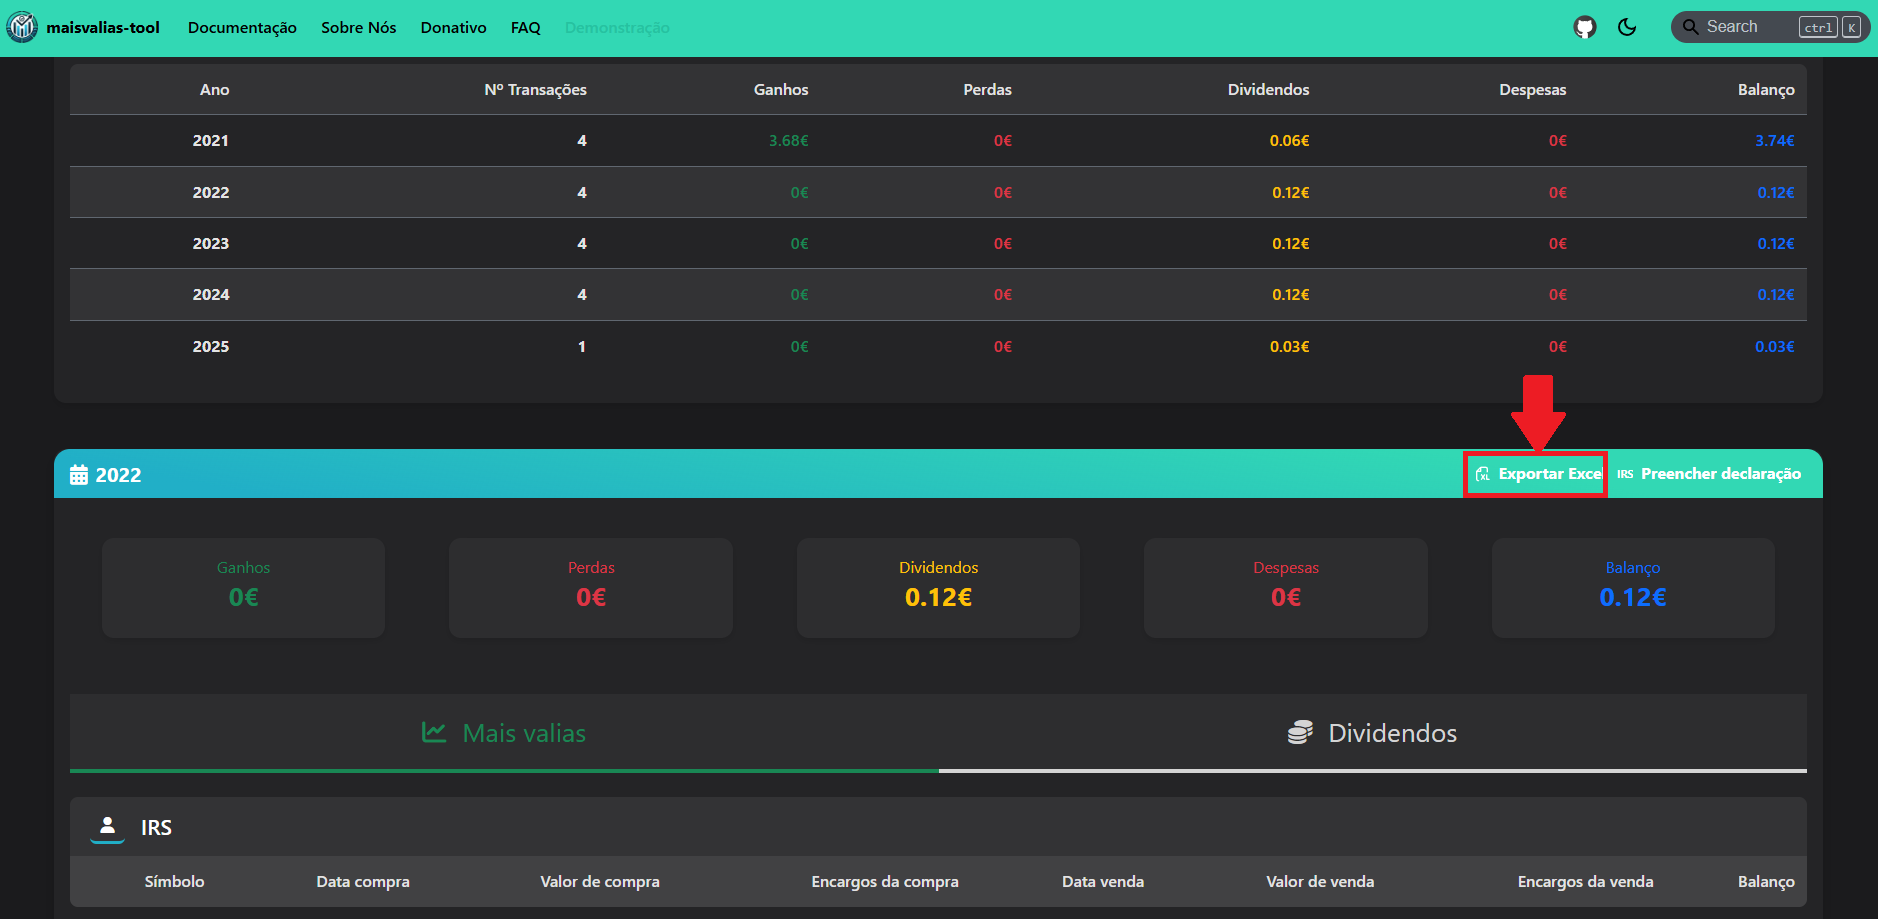 maisvalias-tool Documentação Sobre Nós Donativo FAQ Demonstração Search ctrl K
Ano Nº Transações Ganhos Perdas Dividendos Despesas Balanço
2021 4 3.68€ 0€ 0.06€ 0€ 3.74€
2022 4 0€ 0€ 0.12€ 0€ 0.12€
2023 4 0€ 0€ 0.12€ 0€ 0.12€
2024 4 0€ 0€ 0.12€ 0€ 0.12€
2025 1 0€ 0€ 0.03€ 0€ 0.03€
2022 XL Exportar Exce IRS Preencher declaração
Ganhos Perdas Dividendos Despesas Balanço
0€ 0€ 0.12€ 0€ 0.12€
Mais valias Dividendos
IRS
Símbolo Data compra Valor de compra Encargos da compra Data venda Valor de venda Encargos da venda Balanço